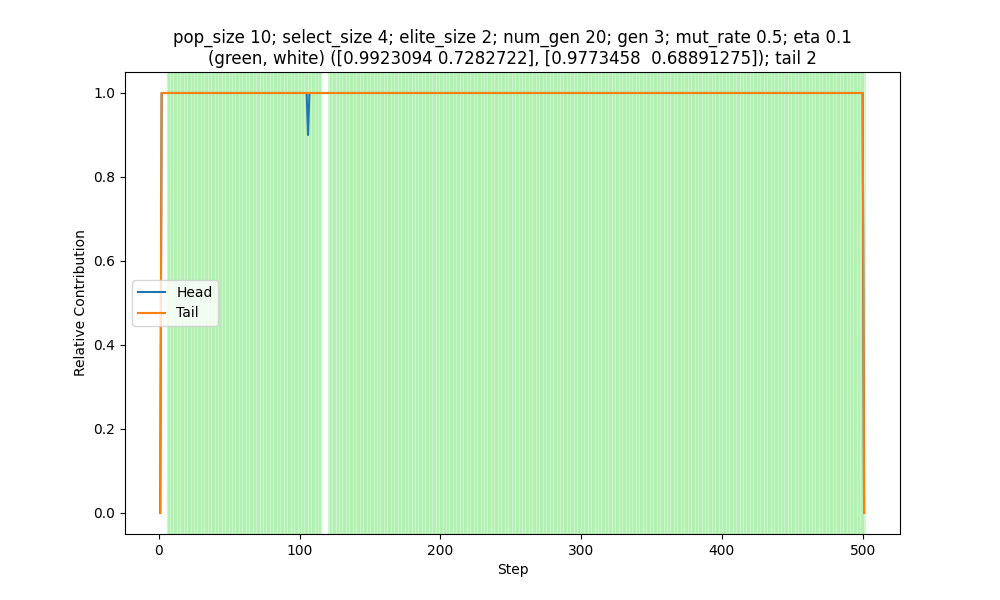 pop_size 10; select_size 4; elite_size 2; num_gen 20; gen 3; mut_rate 0.5; eta 0.1
(green, white) ([0.9923094 0.7282722], [0.9773458  0.68891275]); tail 2
1.0
0.8
0.6
0.4
0.2
0.0
Relative Contribution
Head
Tail
0
100
200
300
400
500
Step